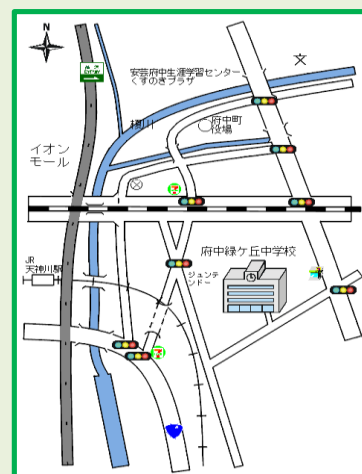 N
安芸府中生涯学習センター
くすのきプラザ
文
府中町
役場
榎川
イオン
モール
府中緑ケ丘中学校
JR
天神川駅
ジュンテ
ンドー